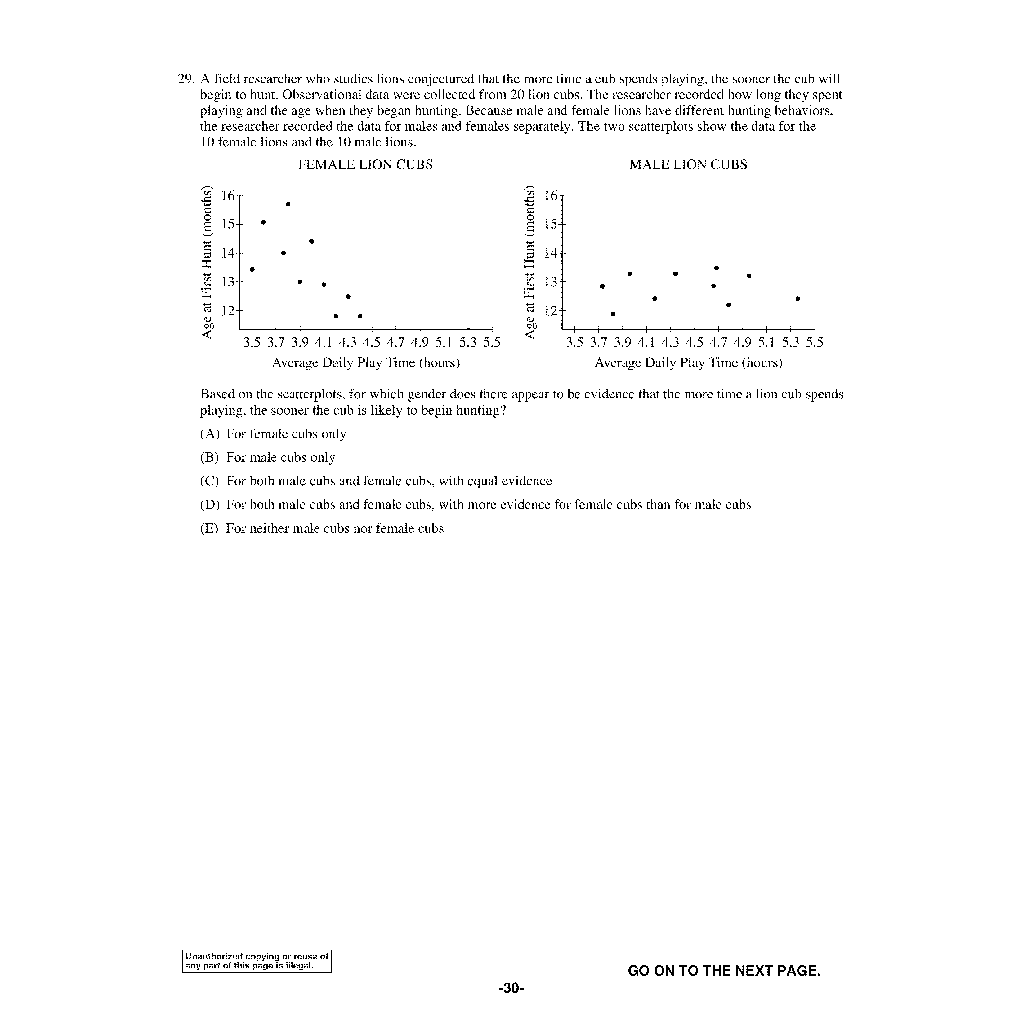 29. A field researcher who studies lions conjectured that the more time a cub spends playing, the sooner the cub will
begin to hunt. Observational data were collected from 20 lion cubs. The researcher recorded how long they spent
playing and the age when they began hunting. Because male and female lions have different hunting behaviors,
the researcher recorded the data for males and females separately. The two scatterplots show the data for the
10 female lions and the 10 male lions.
FEMALE LION CUBS
Age at First Hunt (months)
16
15
14
13
12
3.5 3.7 3.9 4.1 4.3 4.5 4.7 4.9 5.1 5.3 5.5
Average Daily Play Time (hours)
MALE LION CUBS
Age at First Hunt (months)
16
15
14
13
12
3.5 3.7 3.9 4.1 4.3 4.5 4.7 4.9 5.1 5.3 5.5
Average Daily Play Time (hours)
Based on the scatterplots, for which gender does there appear to be evidence that the more time a lion cub spends
playing, the sooner the cub is likely to begin hunting?
(A) For female cubs only
(B) For male cubs only
(C) For both male cubs and female cubs, with equal evidence
(D) For both male cubs and female cubs, with more evidence for female cubs than for male cubs
(E) For neither male cubs nor female cubs
Unauthorized copying or reuse of
any part of this page is illegal.
GO ON TO THE NEXT PAGE.
-30-